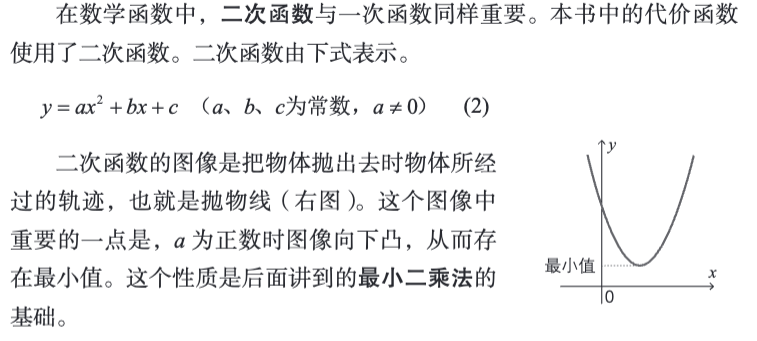 在数学函数中，二次函数与一次函数同样重要。本书中的代价函数
使用了二次函数。二次函数由下式表示。
y = ax² + bx + c （a、b、c为常数，a ≠ 0） (2)
二次函数的图像是把物体抛出去时物体所经
过的轨迹，也就是抛物线（右图）。这个图像中
重要的一点是，a 为正数时图像向下凸，从而存
在最小值。这个性质是后面讲到的最小二乘法的
基础。
y
最小值
x
0